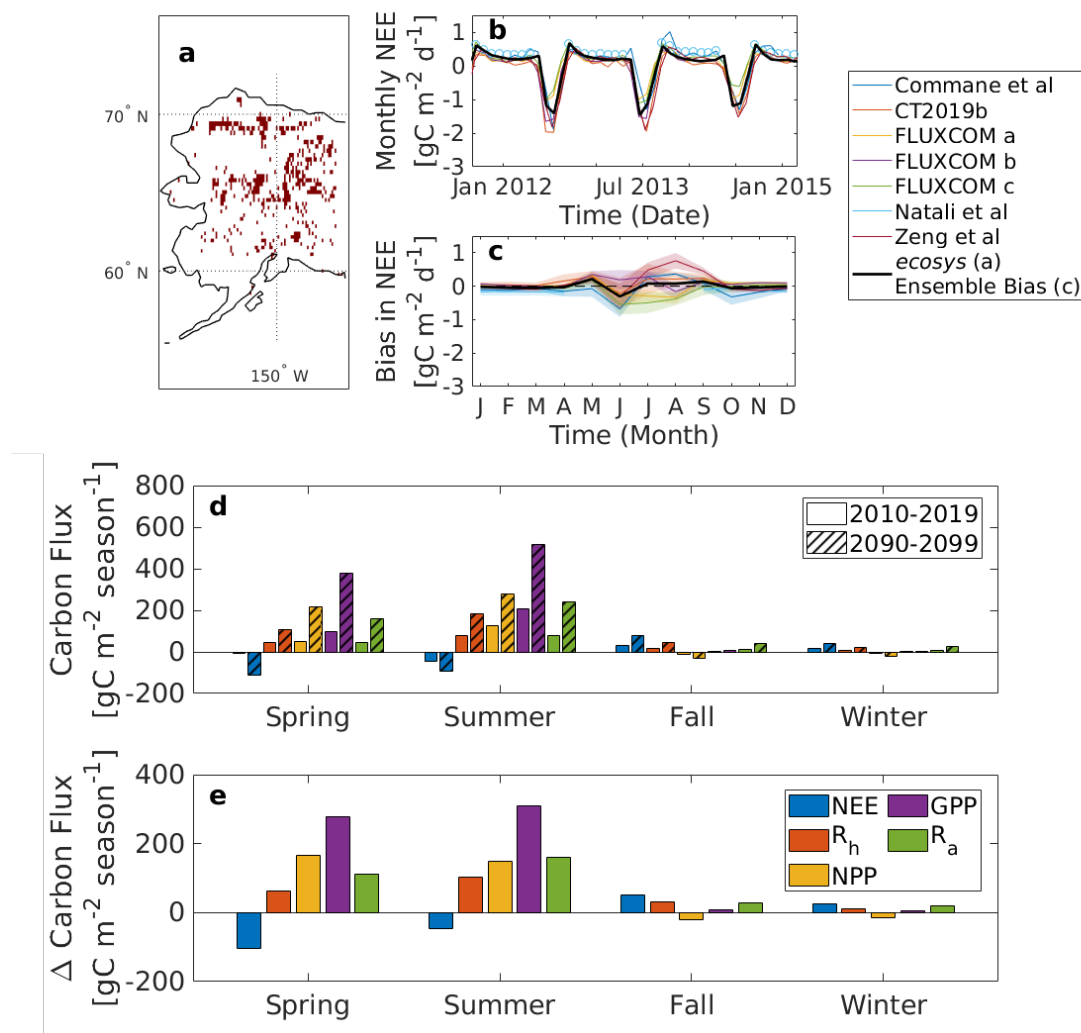 a
70° N
60° N
150° W
b
Monthly NEE
[gC m-2 d-1]
1
0
-1
-2
-3
Jan 2012
Jul 2013
Jan 2015
Time (Date)
c
Bias in NEE
[gC m-2 d-1]
1
0
-1
-2
-3
J F M A M J J A S O N D
Time (Month)
Commane et al
CT2019b
FLUXCOM a
FLUXCOM b
FLUXCOM c
Natali et al
Zeng et al
ecosys (a)
Ensemble Bias (c)
d
Carbon Flux
[gC m-2 season-1]
800
600
400
200
0
-200
2010-2019
2090-2099
Spring Summer Fall Winter
e
Δ Carbon Flux
[gC m-2 season-1]
400
200
0
-200
NEE GPP
Rh Ra
NPP
Spring Summer Fall Winter